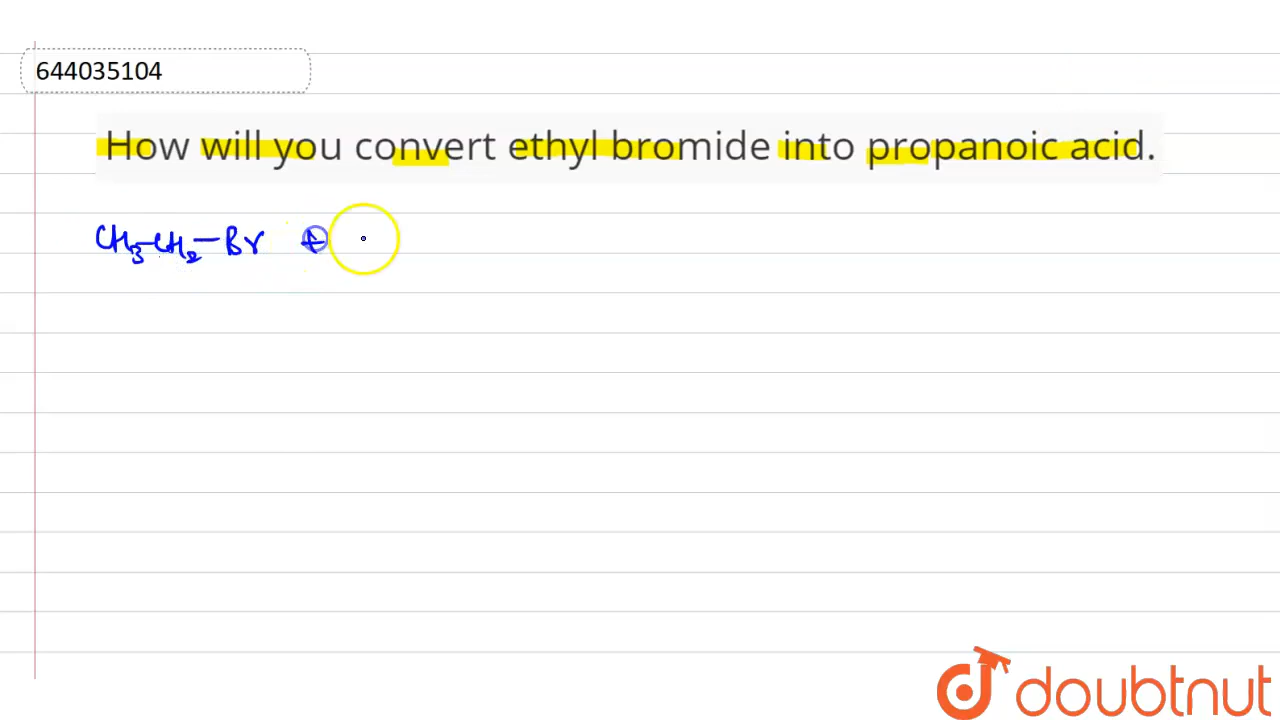 644035104
How will you convert ethyl bromide into propanoic acid.
CH3-CH2-Br +
doubtnut